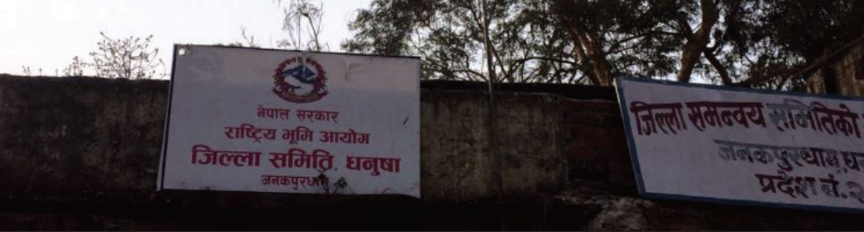 नेपाल सरकार
राष्ट्रिय भूमि आयोग
जिल्ला समिति, धनुषा
जनकपुरधाम
जिल्ला समन्वय समितिको
जनकपुरधाम, ध
प्रदेश नं. २